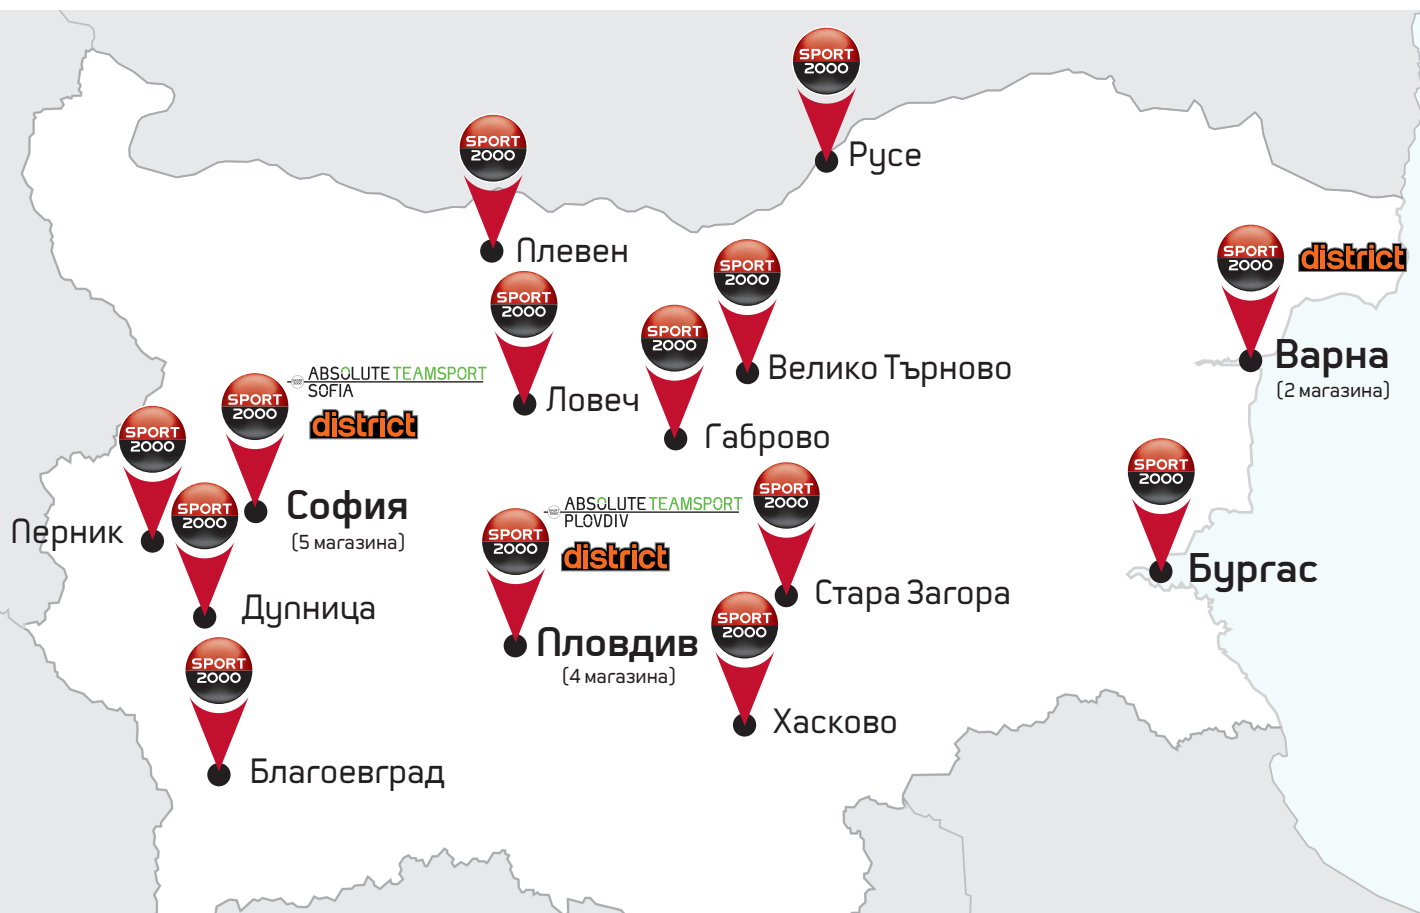 SPORT
2000
Русе
SPORT
2000
Плевен
SPORT
2000
district
Варна
(2 магазина)
SPORT
2000
Велико Търново
SPORT
2000
Ловеч
SPORT
2000
Габрово
ABSOLUTE TEAMSPORT
SOFIA
SPORT
2000
district
София
(5 магазина)
SPORT
2000
Перник
SPORT
2000
Дупница
ABSOLUTE TEAMSPORT
PLOVDIV
SPORT
2000
district
Пловдив
(4 магазина)
SPORT
2000
Стара Загора
SPORT
2000
Бургас
SPORT
2000
Хасково
SPORT
2000
Благоевград